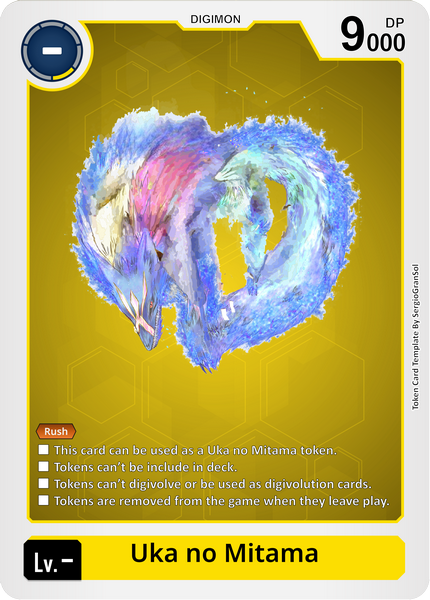 DIGIMON
-
DP
9000
Token Card Template By SergioGranSol
Rush
This card can be used as a Uka no Mitama token.
Tokens can't be include in deck.
Tokens can't digivolve or be used as digivolution cards.
Tokens are removed from the game when they leave play.
Lv.-
Uka no Mitama